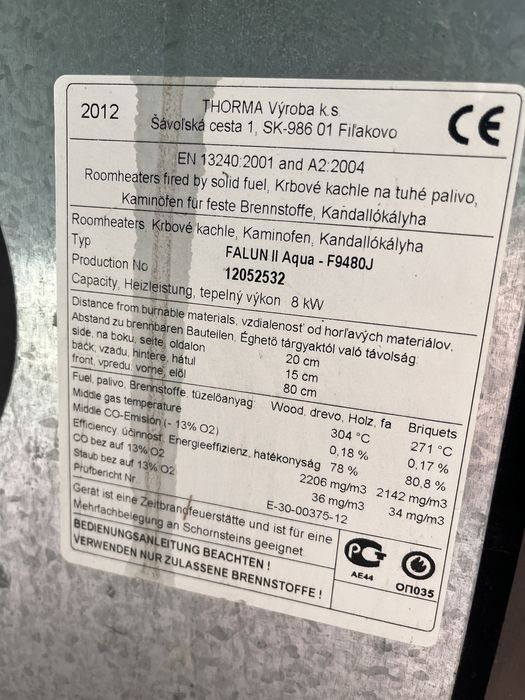 2012
THORMA Výroba k.s.
Šávoľská cesta 1, SK-986 01 Fiľakovo
CE
EN 13240:2001 and A2:2004
Roomheaters fired by solid fuel, Krbové kachle na tuhé palivo,
Kaminofen für feste Brennstoffe, Kandallókályha
Roomheaters Krbové kachle, Kaminofen, Kandallókályha
Typ FALUN II Aqua - F9480J
Production No 12052532
Capacity, Heizleistung, tepelný výkon 8 kW
Distance from burnable materials, vzdialenosť od horľavých materiálov,
Abstand zu brennbaren Bauteilen, Éghető tárgyaktól való távolság:
side, na boku, seite, oldalon 20 cm
back, vzadu, hintere, hátul 15 cm
front, vpredu, vorne, elöl 80 cm
Fuel, palivo, Brennstoffe, tüzelőanyag: Wood, drevo, Holz, fa Briquets
Middle gas temperature 304 °C 271 °C
Middle CO-Emisión (- 13% O2) 0,18 % 0,17 %
Efficiency, účinnosť, Energieeffizienz, hatékonyság 78 % 80,8 %
CO bez auf 13% O2 2206 mg/m3 2142 mg/m3
Staub bez auf 13% O2 36 mg/m3 34 mg/m3
Prüfbericht Nr. E-30-00375-12
Gerät ist eine Zeitbrandfeuerstätte und ist für eine
Mehrfachbelegung an Schornsteins geeignet
BEDIENUNGSANLEITUNG BEACHTEN !
VERWENDEN NUR ZULASSENE BRENNSTOFFE !
AE44
ОП035